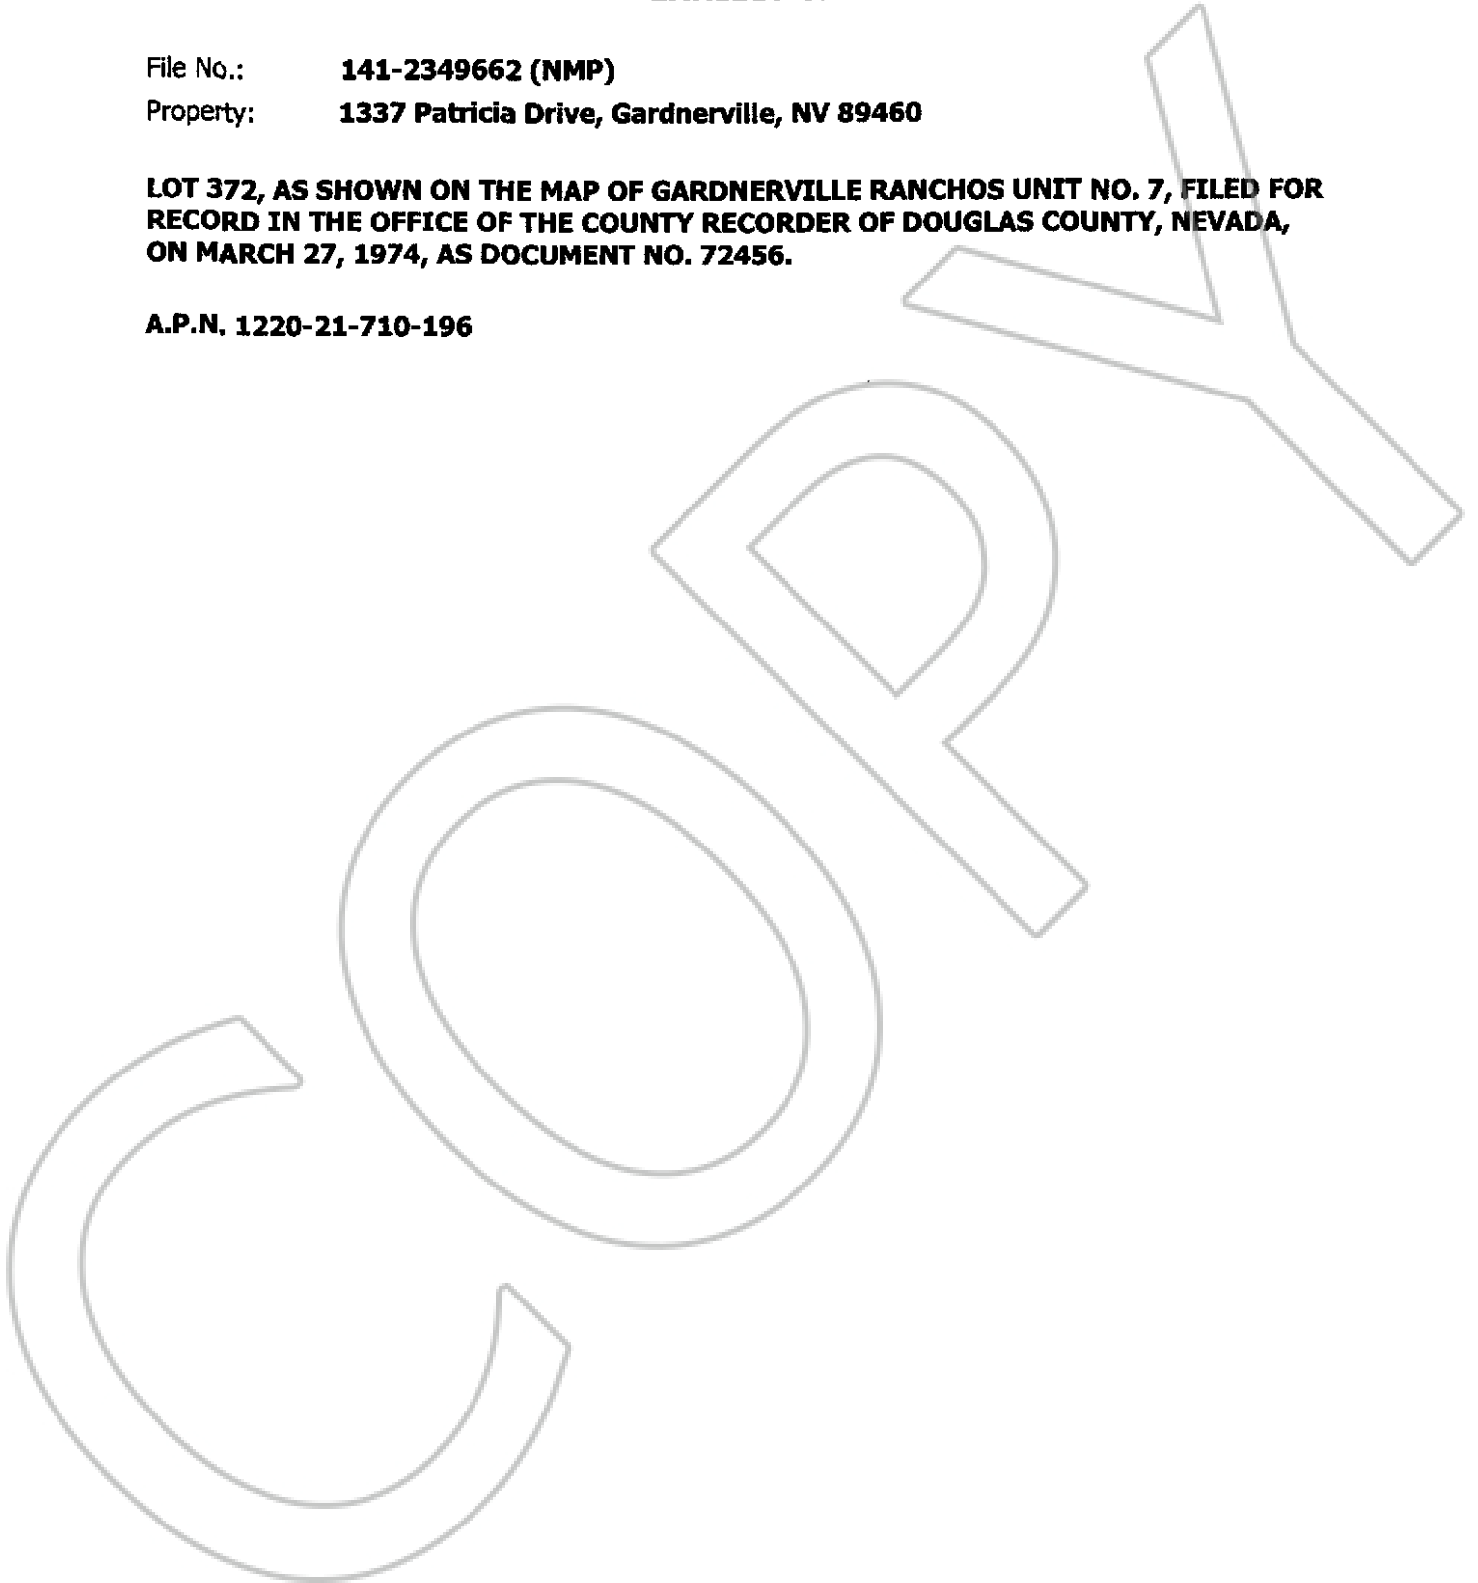 File No.: 141-2349662 (NMP)
Property: 1337 Patricia Drive, Gardnerville, NV 89460
LOT 372, AS SHOWN ON THE MAP OF GARDNERVILLE RANCHOS UNIT NO. 7, FILED FOR
RECORD IN THE OFFICE OF THE COUNTY RECORDER OF DOUGLAS COUNTY, NEVADA,
ON MARCH 27, 1974, AS DOCUMENT NO. 72456.
A.P.N. 1220-21-710-196
COPY